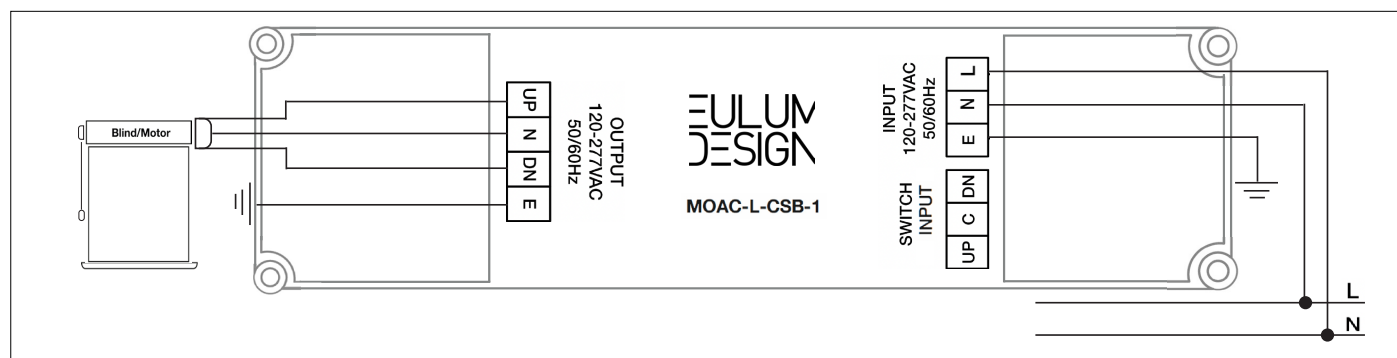 Blind/Motor
UP
N
DN
E
OUTPUT
120-277VAC
50/60Hz
EULUM
DESIGN
MOAC-L-CSB-1
INPUT
120-277VAC
50/60Hz
L
N
E
SWITCH
INPUT
DN
C
UP
L
N